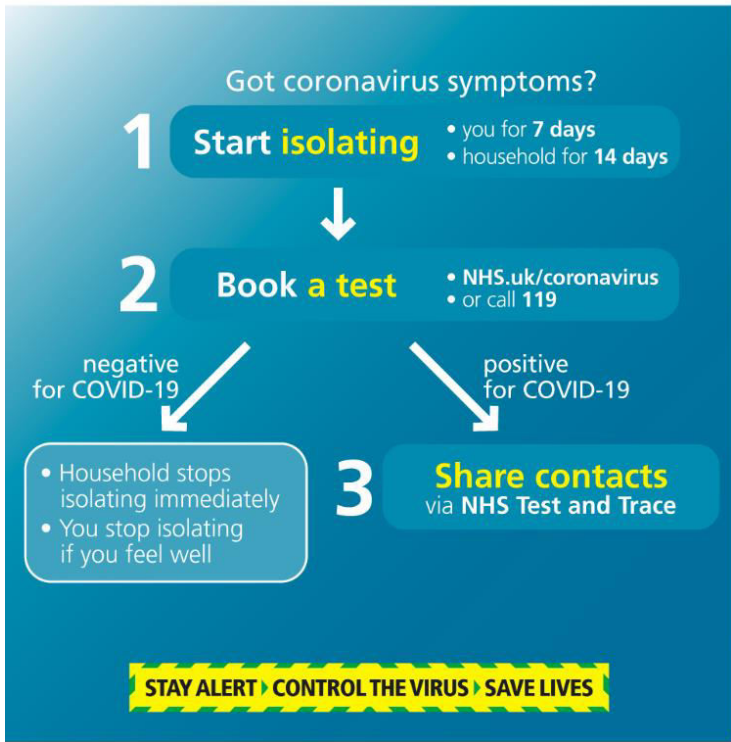 Got coronavirus symptoms?
1
Start isolating
• you for 7 days
• household for 14 days
2
Book a test
• NHS.uk/coronavirus
• or call 119
negative
for COVID-19
positive
for COVID-19
• Household stops
isolating immediately
• You stop isolating
if you feel well
3
Share contacts
via NHS Test and Trace
STAY ALERT CONTROL THE VIRUS SAVE LIVES